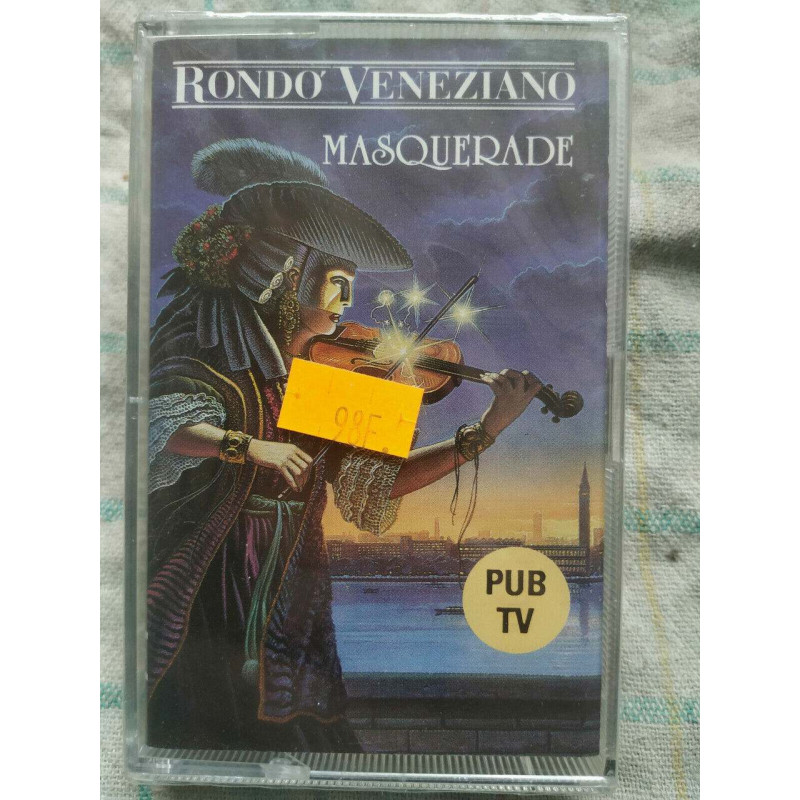 RONDO' VENEZIANO
MASQUERADE
98F.
PUB
TV